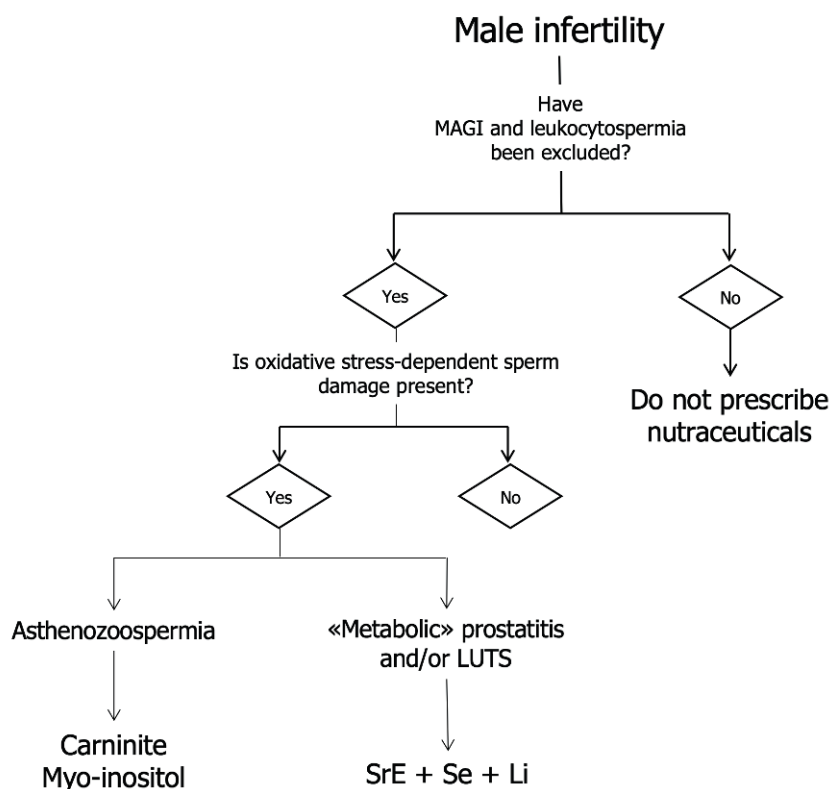 Male infertility
Have
MAGI and leukocytospermia
been excluded?
Yes
No
Is oxidative stress-dependent sperm
damage present?
Do not prescribe
nutraceuticals
Yes
No
Asthenozoospermia
«Metabolic» prostatitis
and/or LUTS
Carninite
Myo-inositol
SrE + Se + Li